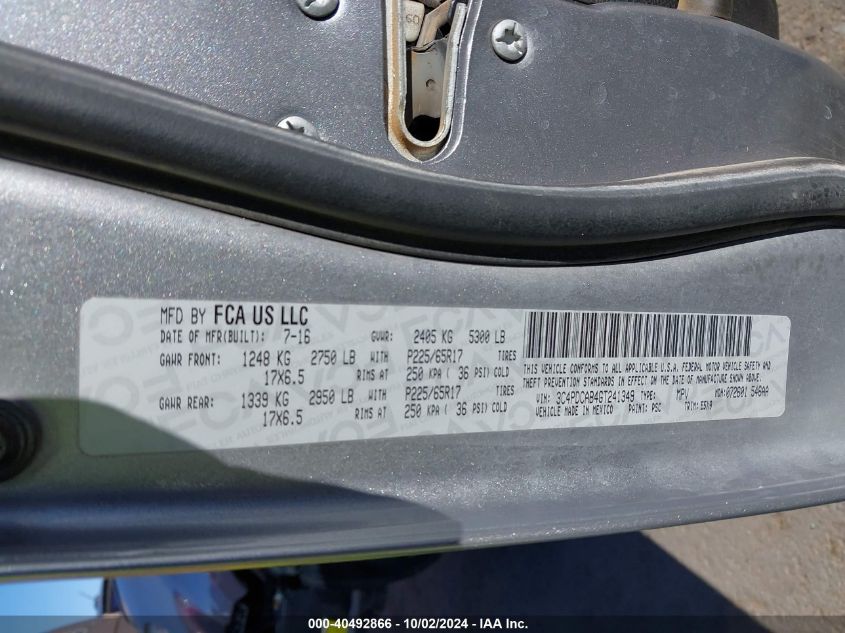 MFD BY FCA US LLC
DATE OF MFR(BUILT): 7-16 GVWR: 2405 KG 5300 LB
GAWR FRONT: 1248 KG 2750 LB WITH P225/65R17 TIRES
17X6.5 RIMS AT 250 KPA ( 36 PSI) COLD
GAWR REAR: 1339 KG 2950 LB WITH P225/65R17 TIRES
17X6.5 RIMS AT 250 KPA ( 36 PSI) COLD
THIS VEHICLE CONFORMS TO ALL APPLICABLE U.S.A. FEDERAL MOTOR VEHICLE SAFETY AND
THEFT PREVENTION STANDARDS IN EFFECT ON THE DATE OF MANUFACTURE SHOWN ABOVE.
VIN: 3C4PDCAB4GT241349 TYPE: MPV MDH: 072601 546AA
VEHICLE MADE IN MEXICO PAINT: PSC TRIM:
000-40492866 - 10/02/2024 - IAA, Inc.